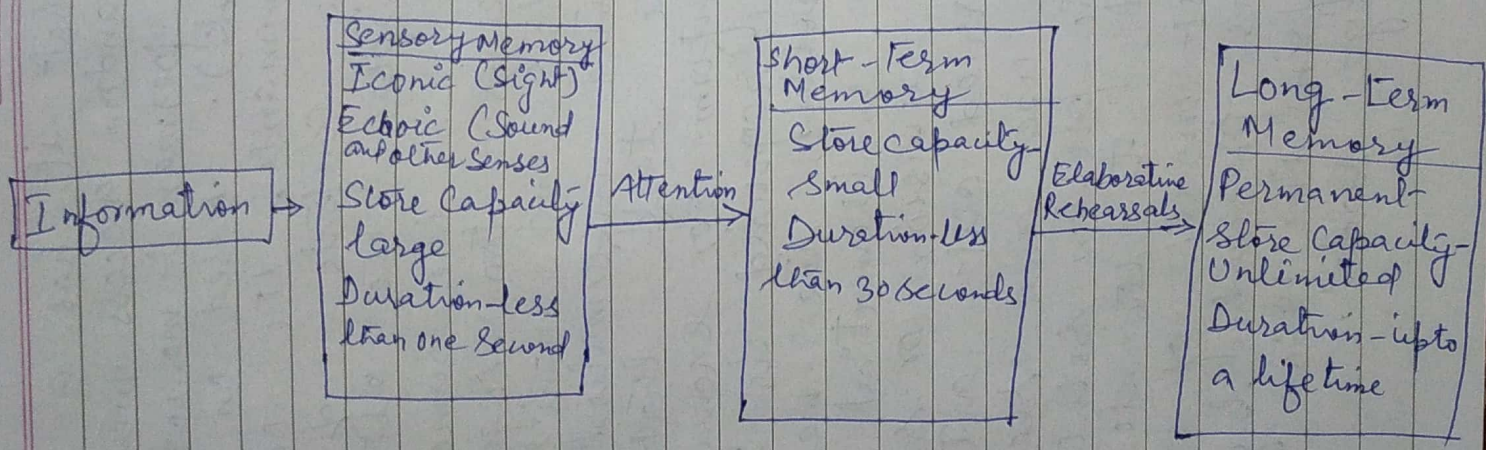 Information
Sensory Memory
Iconic (Sight)
Echoic (Sound
and other senses
Store Capacity
large
Duration-less
than one second
Attention
Short-Term
Memory
Store capacity-
Small
Duration-less
than 30 seconds
Elaborative
Rehearsals
Long-Term
Memory
Permanent-
Store Capacity-
Unlimited
Duration-upto
a lifetime